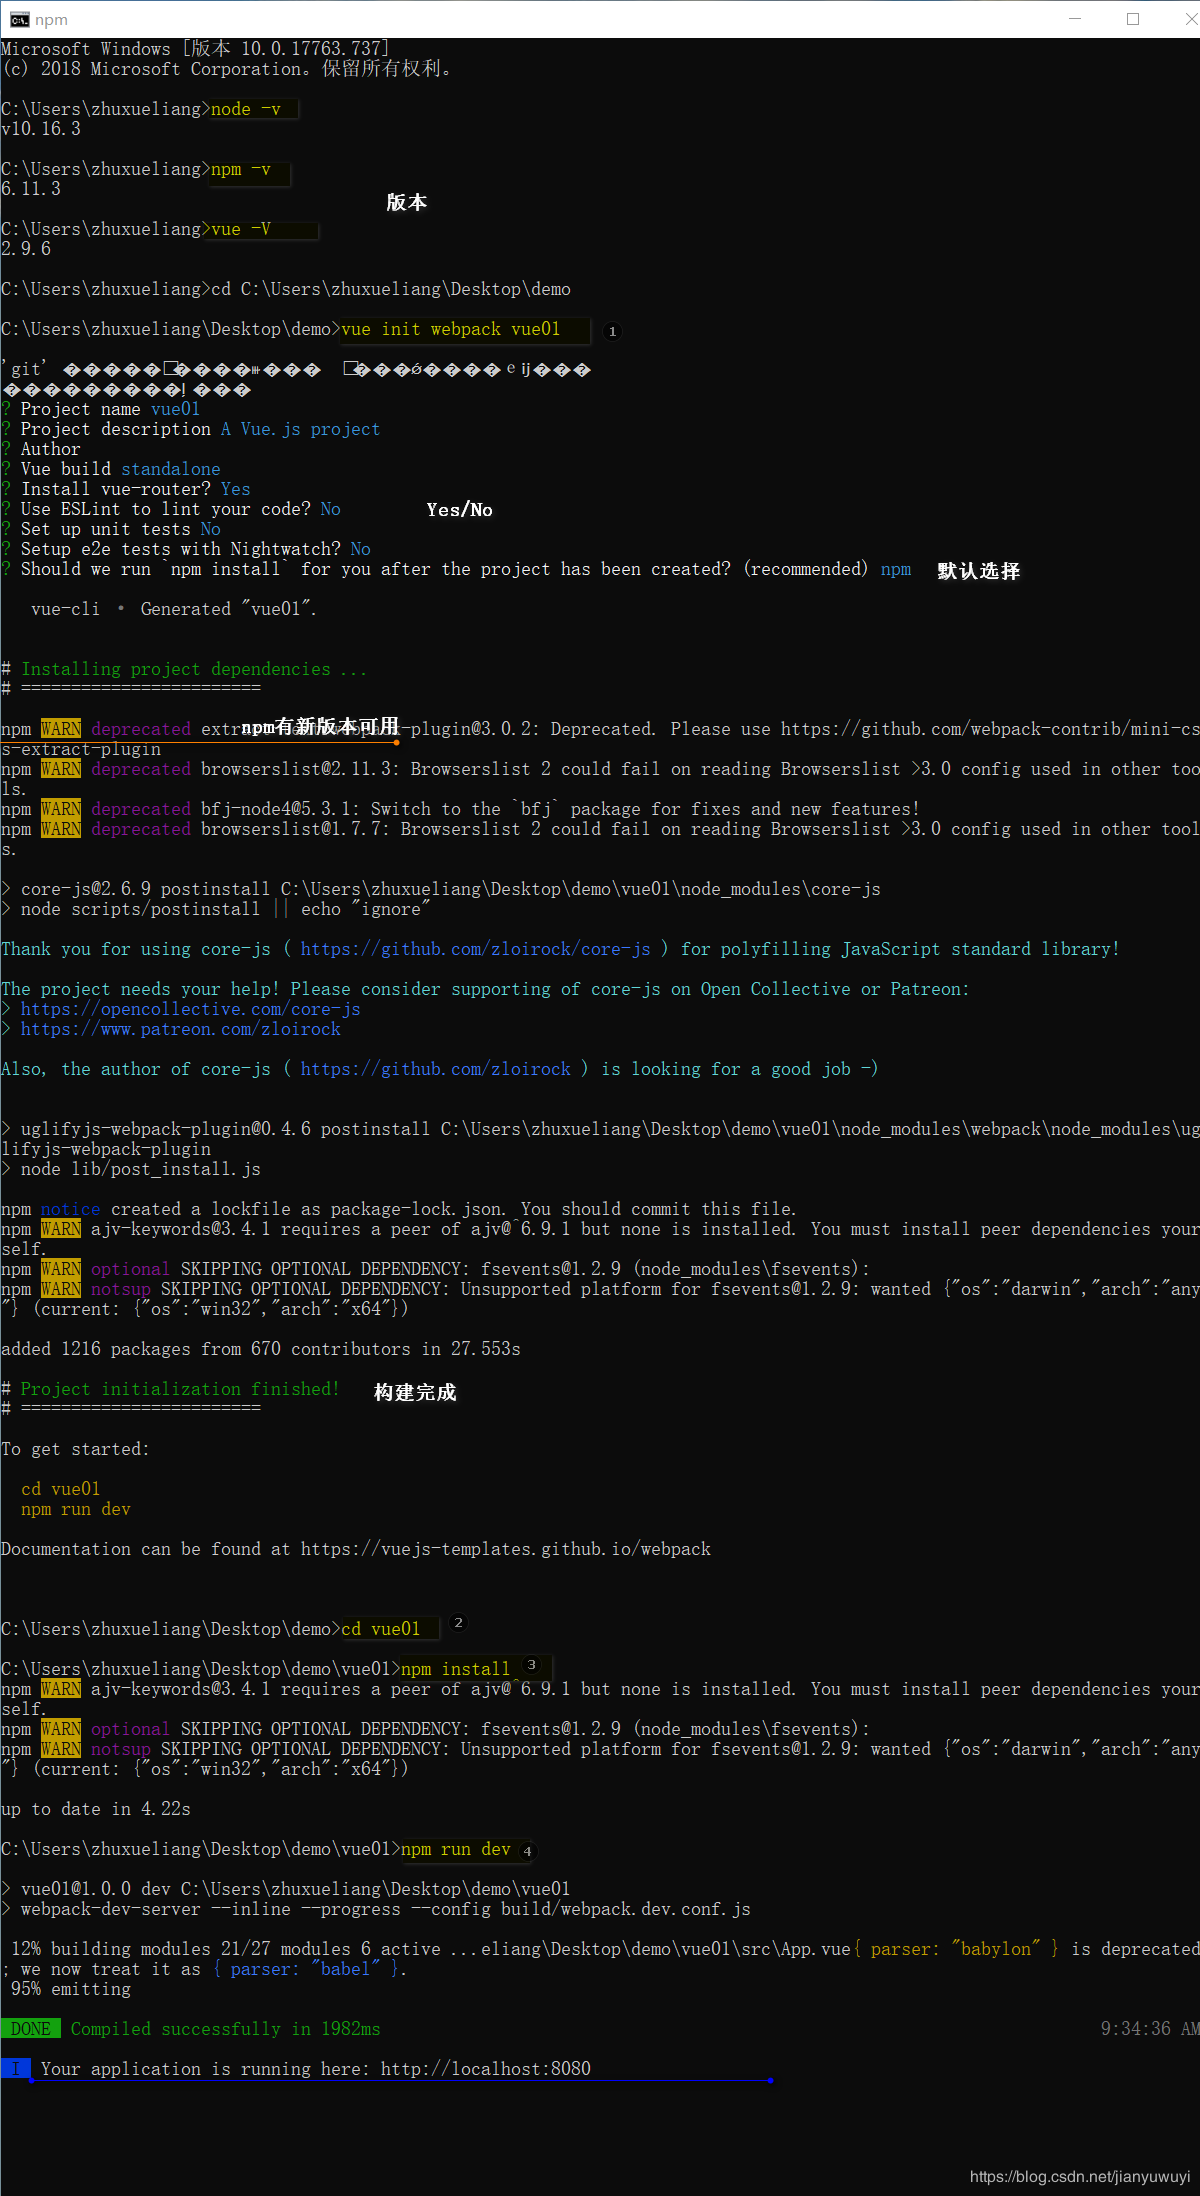 npm
Microsoft Windows [版本 10.0.17763.737]
(c) 2018 Microsoft Corporation。保留所有权利。
C:\Users\zhuxueliang>node -v
v10.16.3
C:\Users\zhuxueliang>npm -v
6.11.3
版本
C:\Users\zhuxueliang>vue -V
2.9.6
C:\Users\zhuxueliang>cd C:\Users\zhuxueliang\Desktop\demo
C:\Users\zhuxueliang\Desktop\demo>vue init webpack vue01 1
'git'
? Project name vue01
? Project description A Vue.js project
? Author
? Vue build standalone
? Install vue-router? Yes
? Use ESLint to lint your code? No Yes/No
? Set up unit tests No
? Setup e2e tests with Nightwatch? No
? Should we run `npm install` for you after the project has been created? (recommended) npm 默认选择
vue-cli · Generated "vue01".
# Installing project dependencies ...
# ========================
npm有新版本可用
npm WARN deprecated -plugin@3.0.2: Deprecated. Please use https://github.com/webpack-contrib/mini-cs
s-extract-plugin
npm WARN deprecated browserslist@2.11.3: Browserslist 2 could fail on reading Browserslist >3.0 config used in other too
ls.
npm WARN deprecated bfj-node4@5.3.1: Switch to the `bfj` package for fixes and new features!
npm WARN deprecated browserslist@1.7.7: Browserslist 2 could fail on reading Browserslist >3.0 config used in other tool
s.
> core-js@2.6.9 postinstall C:\Users\zhuxueliang\Desktop\demo\vue01\node_modules\core-js
> node scripts/postinstall || echo "ignore"
Thank you for using core-js ( https://github.com/zloirock/core-js ) for polyfilling JavaScript standard library!
The project needs your help! Please consider supporting of core-js on Open Collective or Patreon:
> https://opencollective.com/core-js
> https://www.patreon.com/zloirock
Also, the author of core-js ( https://github.com/zloirock ) is looking for a good job -)
> uglifyjs-webpack-plugin@0.4.6 postinstall C:\Users\zhuxueliang\Desktop\demo\vue01\node_modules\webpack\node_modules\ug
lifyjs-webpack-plugin
> node lib/post_install.js
npm notice created a lockfile as package-lock.json. You should commit this file.
npm WARN ajv-keywords@3.4.1 requires a peer of ajv@^6.9.1 but none is installed. You must install peer dependencies your
self.
npm WARN optional SKIPPING OPTIONAL DEPENDENCY: fsevents@1.2.9 (node_modules\fsevents):
npm WARN notsup SKIPPING OPTIONAL DEPENDENCY: Unsupported platform for fsevents@1.2.9: wanted {"os":"darwin","arch":"any
"} (current: {"os":"win32","arch":"x64"})
added 1216 packages from 670 contributors in 27.553s
# Project initialization finished! 构建完成
# ========================
To get started:
cd vue01
npm run dev
Documentation can be found at https://vuejs-templates.github.io/webpack
C:\Users\zhuxueliang\Desktop\demo>cd vue01 2
C:\Users\zhuxueliang\Desktop\demo\vue01>npm install 3
npm WARN ajv-keywords@3.4.1 requires a peer of ajv@^6.9.1 but none is installed. You must install peer dependencies your
self.
npm WARN optional SKIPPING OPTIONAL DEPENDENCY: fsevents@1.2.9 (node_modules\fsevents):
npm WARN notsup SKIPPING OPTIONAL DEPENDENCY: Unsupported platform for fsevents@1.2.9: wanted {"os":"darwin","arch":"any
"} (current: {"os":"win32","arch":"x64"})
up to date in 4.22s
C:\Users\zhuxueliang\Desktop\demo\vue01>npm run dev 4
> vue01@1.0.0 dev C:\Users\zhuxueliang\Desktop\demo\vue01
> webpack-dev-server --inline --progress --config build/webpack.dev.conf.js
12% building modules 21/27 modules 6 active ...eliang\Desktop\demo\vue01\src\App.vue{ parser: "babylon" } is deprecated
; we now treat it as { parser: "babel" }.
95% emitting
DONE Compiled successfully in 1982ms 9:34:36 AM
I Your application is running here: http://localhost:8080
https://blog.csdn.net/jianyuwuyi